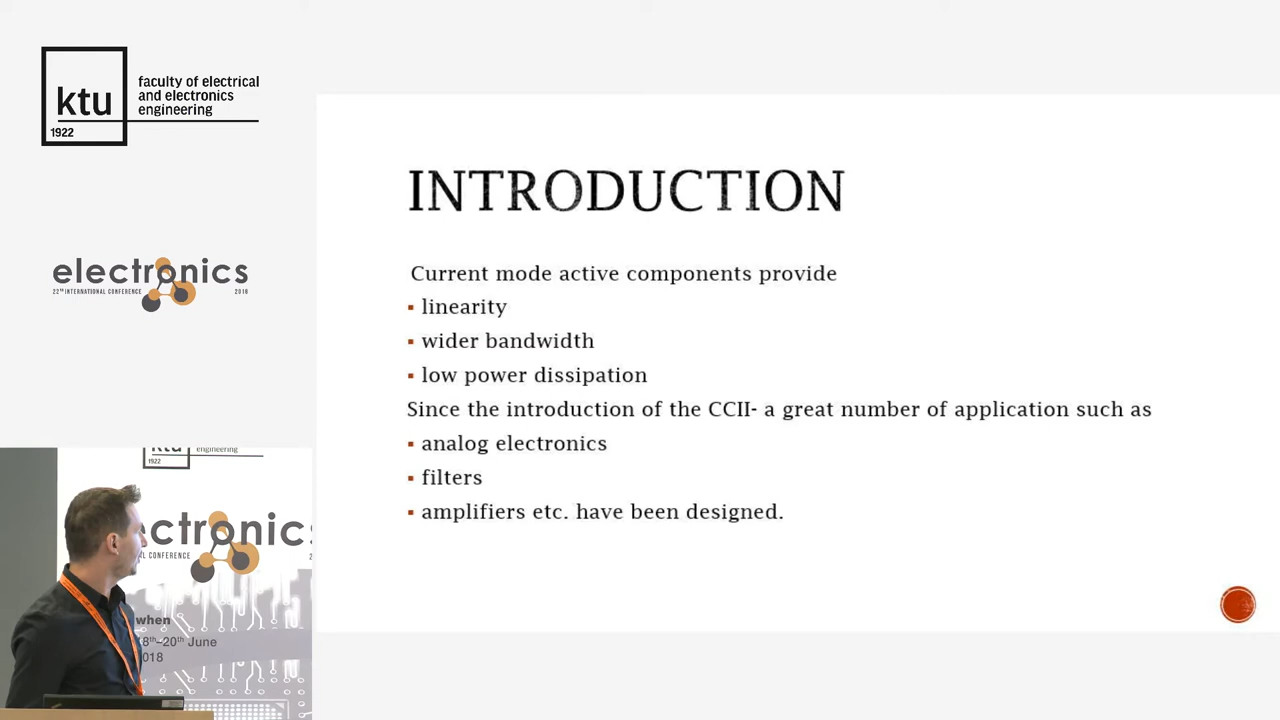 ktu
1922
faculty of electrical
and electronics
engineering
electronics
22ND INTERNATIONAL CONFERENCE 2018
INTRODUCTION
Current mode active components provide
▪ linearity
▪ wider bandwidth
▪ low power dissipation
Since the introduction of the CCII- a great number of application such as
▪ analog electronics
▪ filters
▪ amplifiers etc. have been designed.
ktu
engineering
1922
ctronics
AL CONFERENCE
when
8th–20th June
018